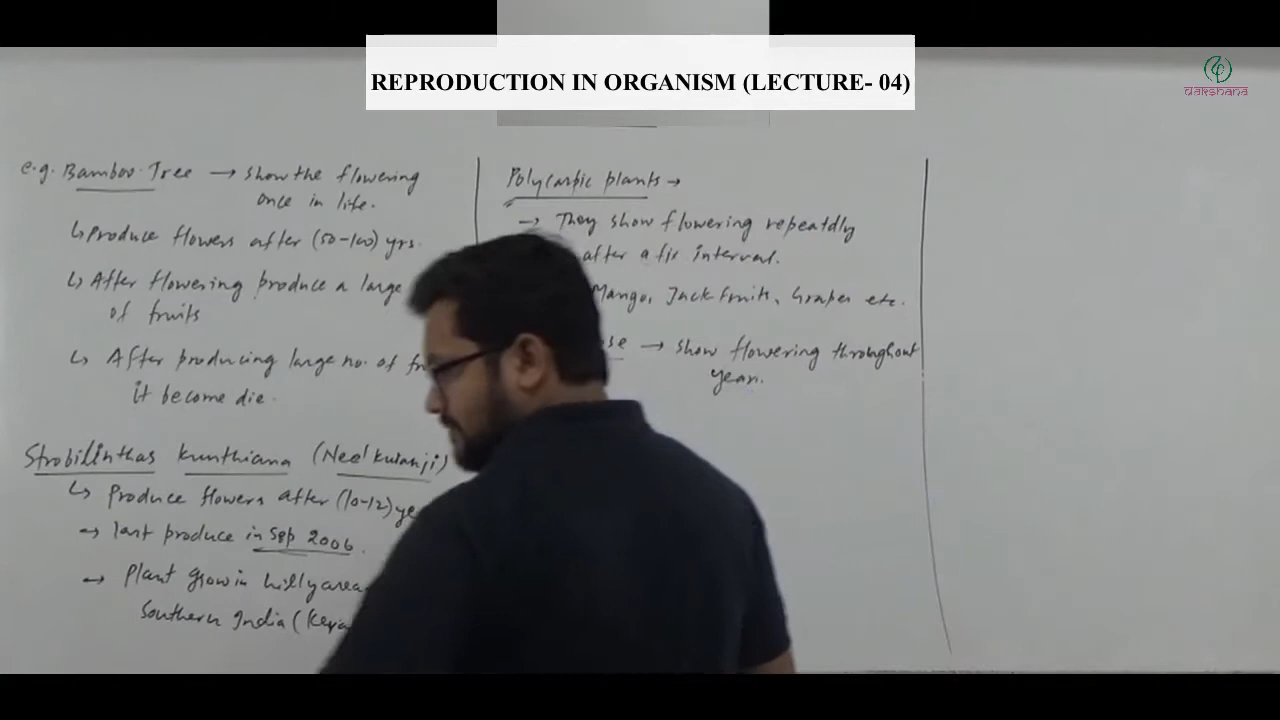 REPRODUCTION IN ORGANISM (LECTURE- 04)
Dakshana
e.g. Bamboo Tree → show the flowering
once in life.
↳ produce flowers after (50-100) yrs.
↳ After flowering produce a large
of fruits
↳ After producing large no. of
it become die.
Strobilinthas Kunthiana (Neelkuranji)
↳ produce flowers after (10-12)
→ last produce in Sep 2006.
→ Plant grow in hilly area
Southern India (
Polycarpic plants →
→ They show flowering repeatdly
after a fix interval.
Mango, Jackfruits, Grapes etc.
→ show flowering throughout
year.